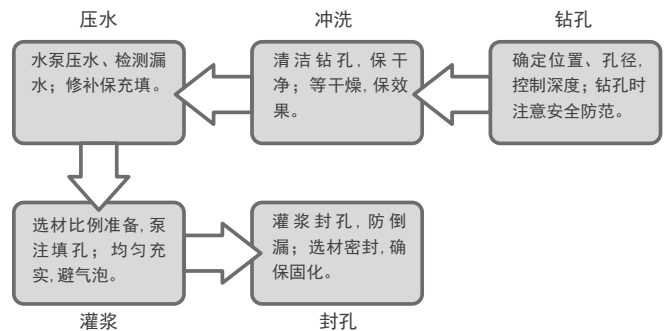 压水
冲洗
钻孔
水泵压水、检测漏
水；修补保充填。
清洁钻孔，保干
净；等干燥，保效
果。
确定位置、孔径，
控制深度；钻孔时
注意安全防范。
选材比例准备，泵
注填孔；均匀充
实，避气泡。
灌浆封孔，防倒
漏；选材密封，确
保固化。
灌浆
封孔